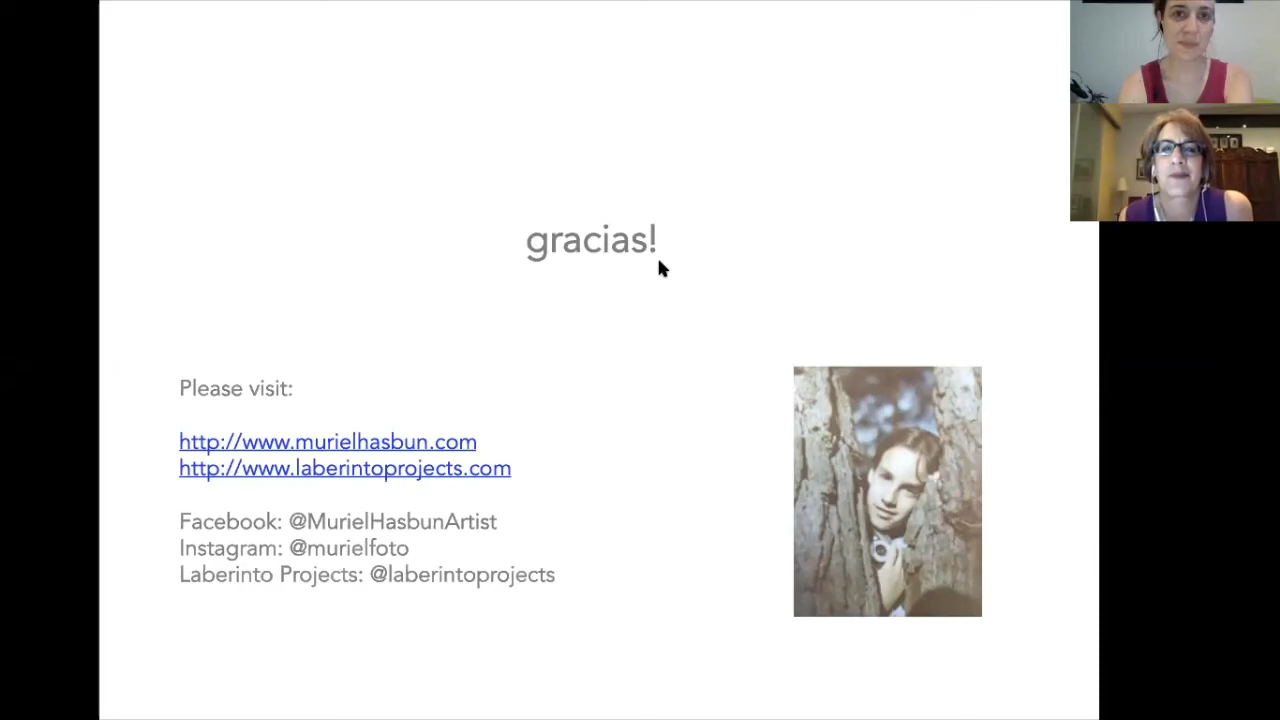 gracias!
Please visit:
http://www.murielhasbun.com
http://www.laberintoprojects.com
Facebook: @MurielHasbunArtist
Instagram: @murielfoto
Laberinto Projects: @laberintoprojects